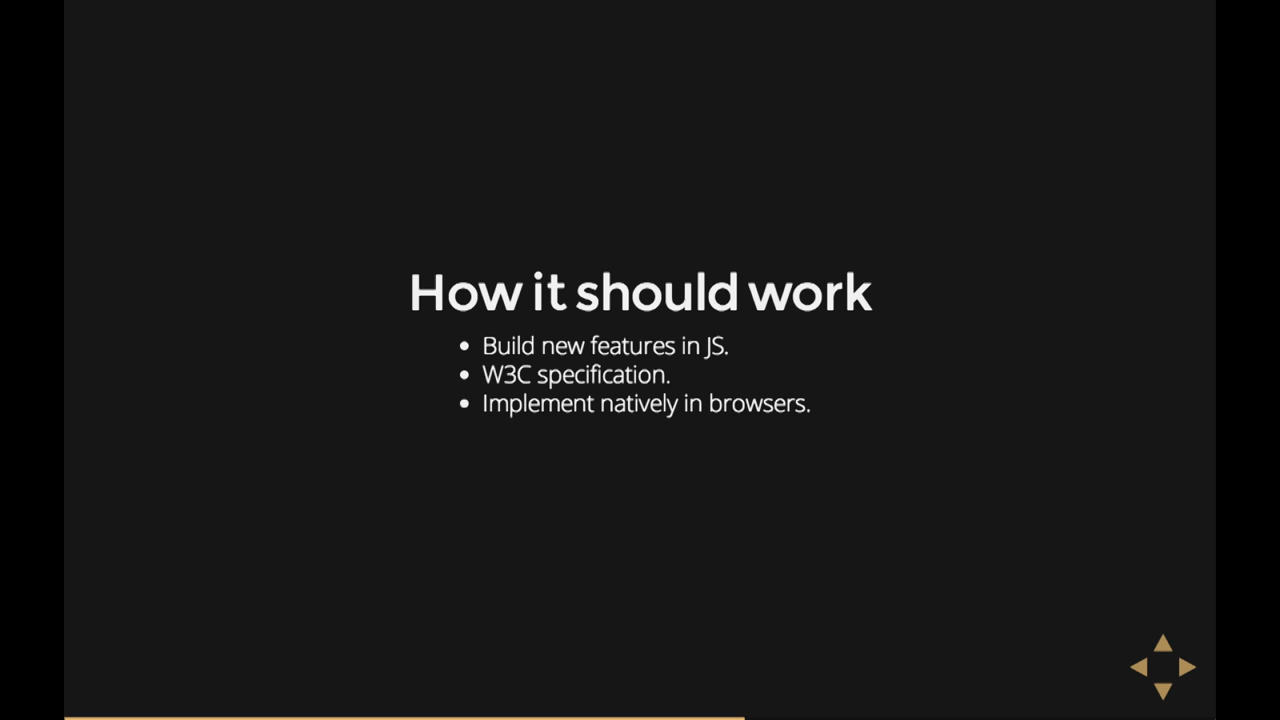 How it should work
Build new features in JS.
W3C specification.
Implement natively in browsers.